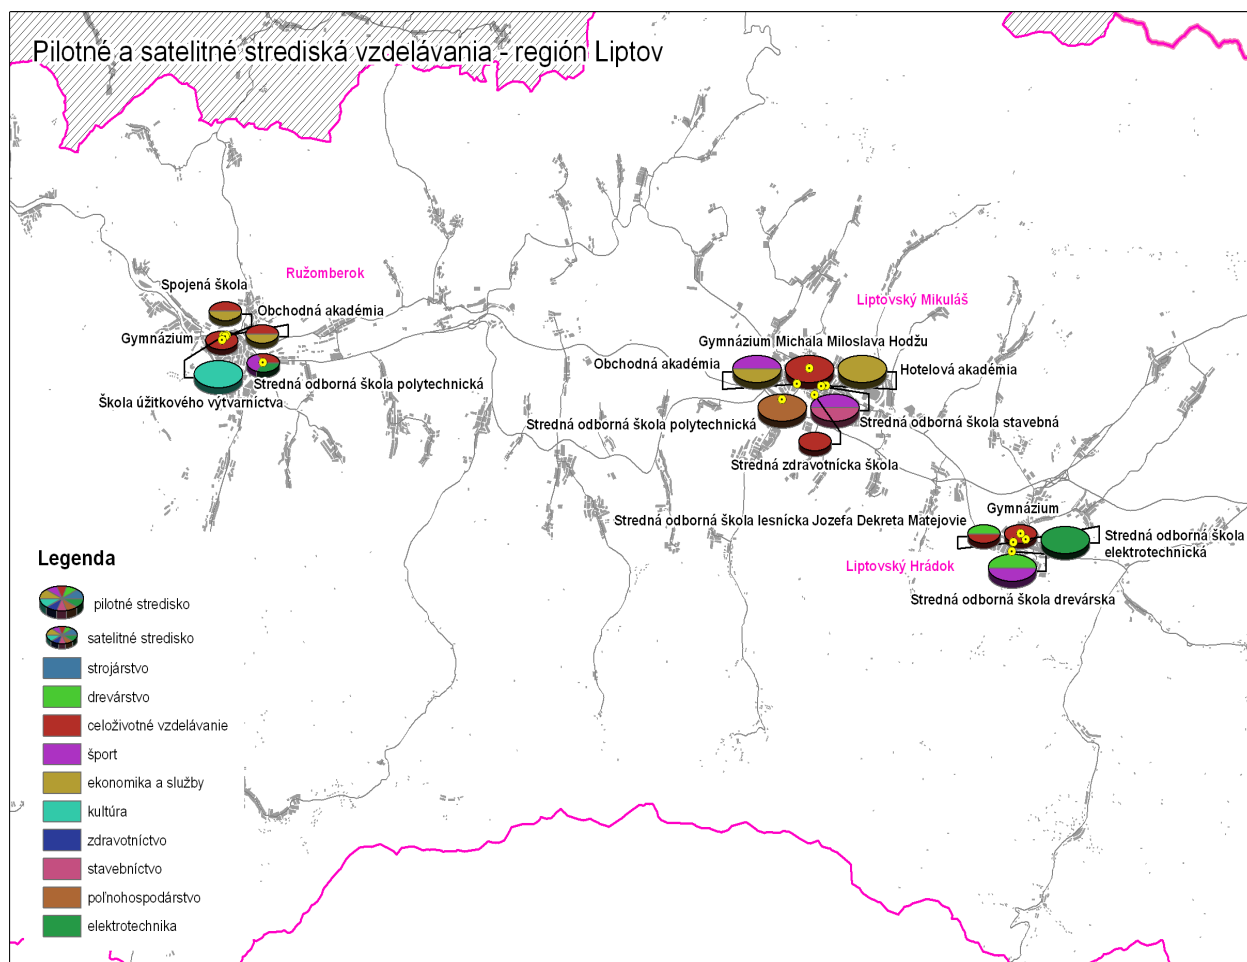 Pilotné a satelitné strediská vzdelávania - región Liptov
Ružomberok
Spojená škola
Obchodná akadémia
Gymnázium
Stredná odborná škola polytechnická
Škola úžitkového výtvarníctva
Liptovský Mikuláš
Gymnázium Michala Miloslava Hodžu
Obchodná akadémia
Hotelová akadémia
Stredná odborná škola polytechnická
Stredná odborná škola stavebná
Stredná zdravotnícka škola
Gymnázium
Stredná odborná škola lesnícka Jozefa Dekreta Matejovie
Stredná odborná škola
elektrotechnická
Liptovský Hrádok
Stredná odborná škola drevárska
Legenda
pilotné stredisko
satelitné stredisko
strojárstvo
drevárstvo
celoživotné vzdelávanie
šport
ekonomika a služby
kultúra
zdravotníctvo
stavebníctvo
poľnohospodárstvo
elektrotechnika